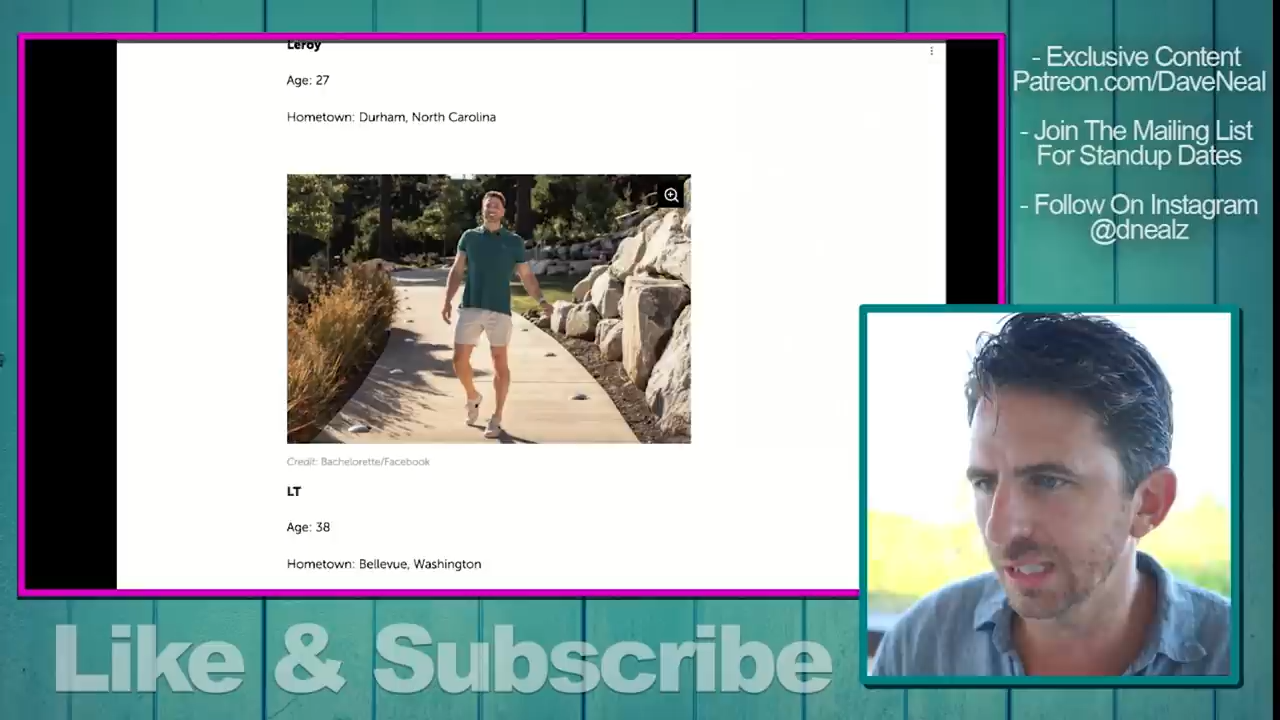 Leroy
Age: 27
Hometown: Durham, North Carolina
Credit: Bachelorette/Facebook
LT
Age: 38
Hometown: Bellevue, Washington
- Exclusive Content
Patreon.com/DaveNeal
- Join The Mailing List
For Standup Dates
- Follow On Instagram
@dnealz
Like & Subscribe